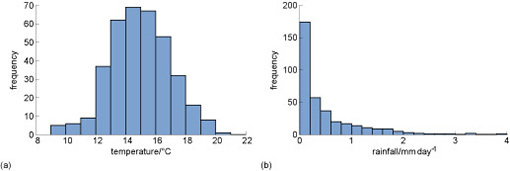 70
60
50
40
30
20
10
0
frequency
8 10 12 14 16 18 20 22
temperature/°C
(a)
200
150
100
50
0
frequency
0 1 2 3 4
rainfall/mm day⁻¹
(b)